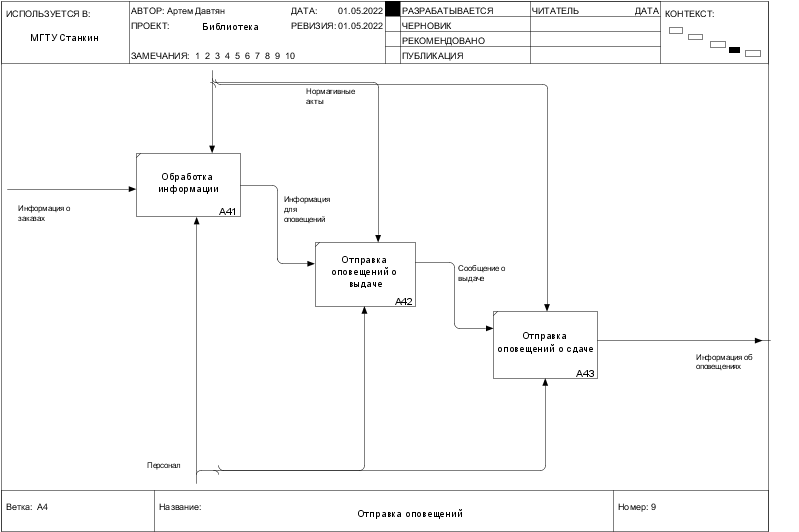 ИСПОЛЬЗУЕТСЯ В:
МГТУ Станкин
АВТОР: Артем Давтян
ДАТА: 01.05.2022
ПРОЕКТ: Библиотека
РЕВИЗИЯ: 01.05.2022
ЗАМЕЧАНИЯ: 1 2 3 4 5 6 7 8 9 10
РАЗРАБАТЫВАЕТСЯ
ЧЕРНОВИК
РЕКОМЕНДОВАНО
ПУБЛИКАЦИЯ
ЧИТАТЕЛЬ ДАТА
КОНТЕКСТ:
Нормативные
акты
Обработка
информации
A41
Информация о
заказах
Информация
для
оповещений
Отправка
оповещений о
выдаче
A42
Сообщение о
выдаче
Отправка
оповещений о сдаче
A43
Информация об
оповещениях
Персонал
Ветка: A4
Название:
Отправка оповещений
Номер: 9